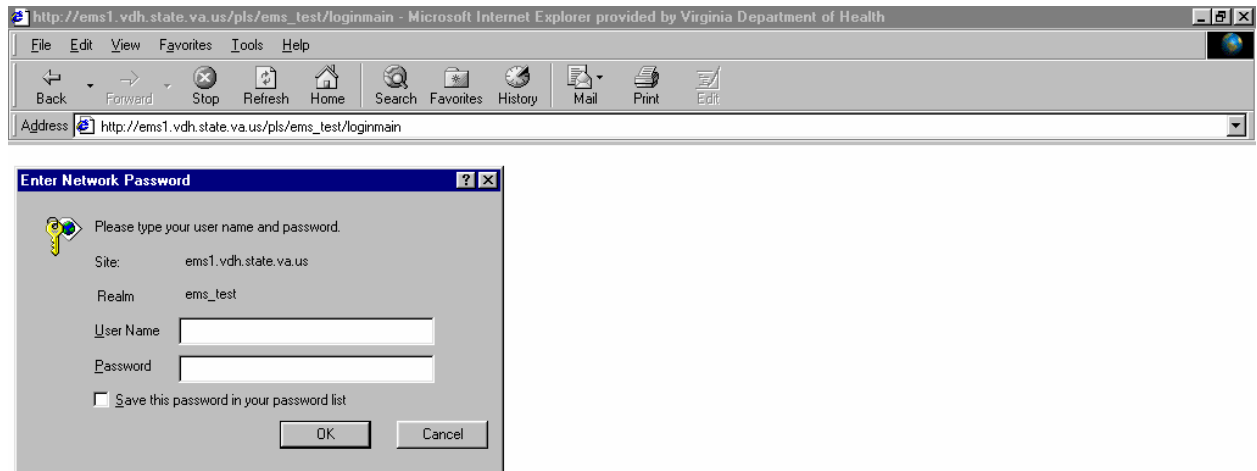 http://ems1.vdh.state.va.us/pls/ems_test/loginmain - Microsoft Internet Explorer provided by Virginia Department of Health
File Edit View Favorites Tools Help
Back Forward Stop Refresh Home Search Favorites History Mail Print Edit
Address http://ems1.vdh.state.va.us/pls/ems_test/loginmain
Enter Network Password
Please type your user name and password.
Site: ems1.vdh.state.va.us
Realm ems_test
User Name
Password
Save this password in your password list
OK Cancel